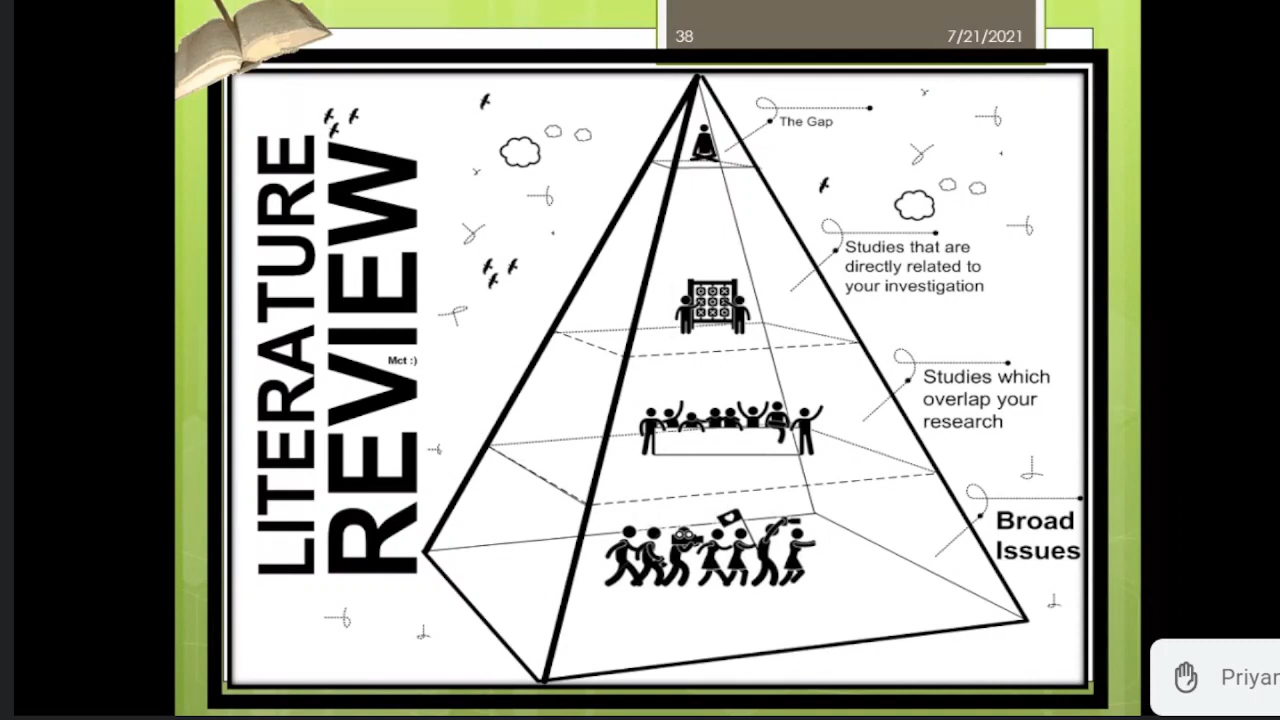 38
7/21/2021
LITERATURE
REVIEW
Mct :)
The Gap
Studies that are
directly related to
your investigation
Studies which
overlap your
research
Broad
Issues